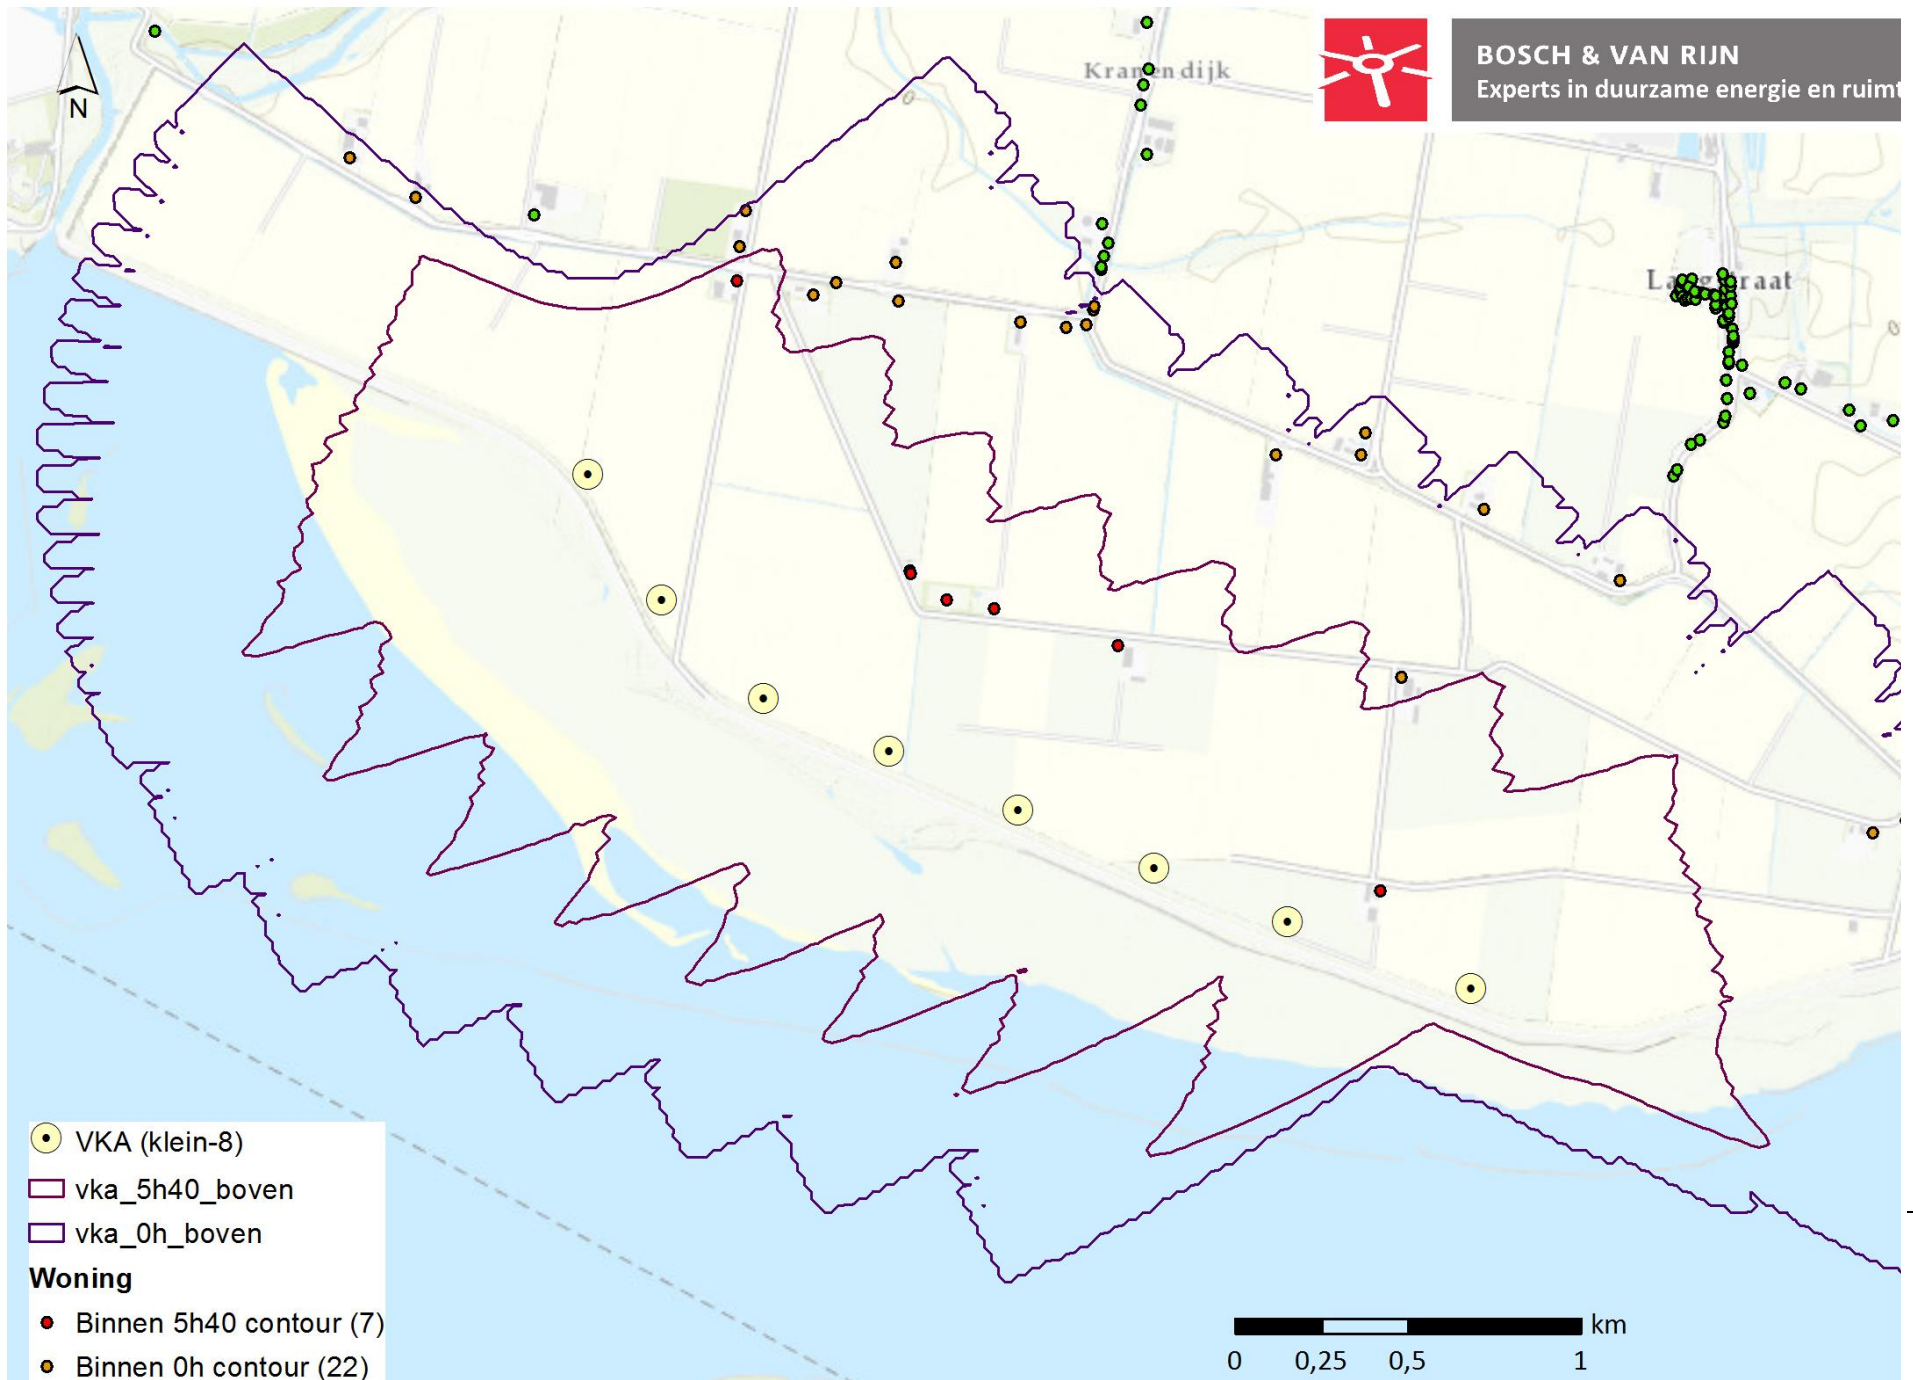 N
Kranendijk
BOSCH & VAN RIJN
Experts in duurzame energie en ruimt
Langstraat
VKA (klein-8)
vka_5h40_boven
vka_0h_boven
Woning
Binnen 5h40 contour (7)
Binnen 0h contour (22)
km
0 0,25 0,5 1